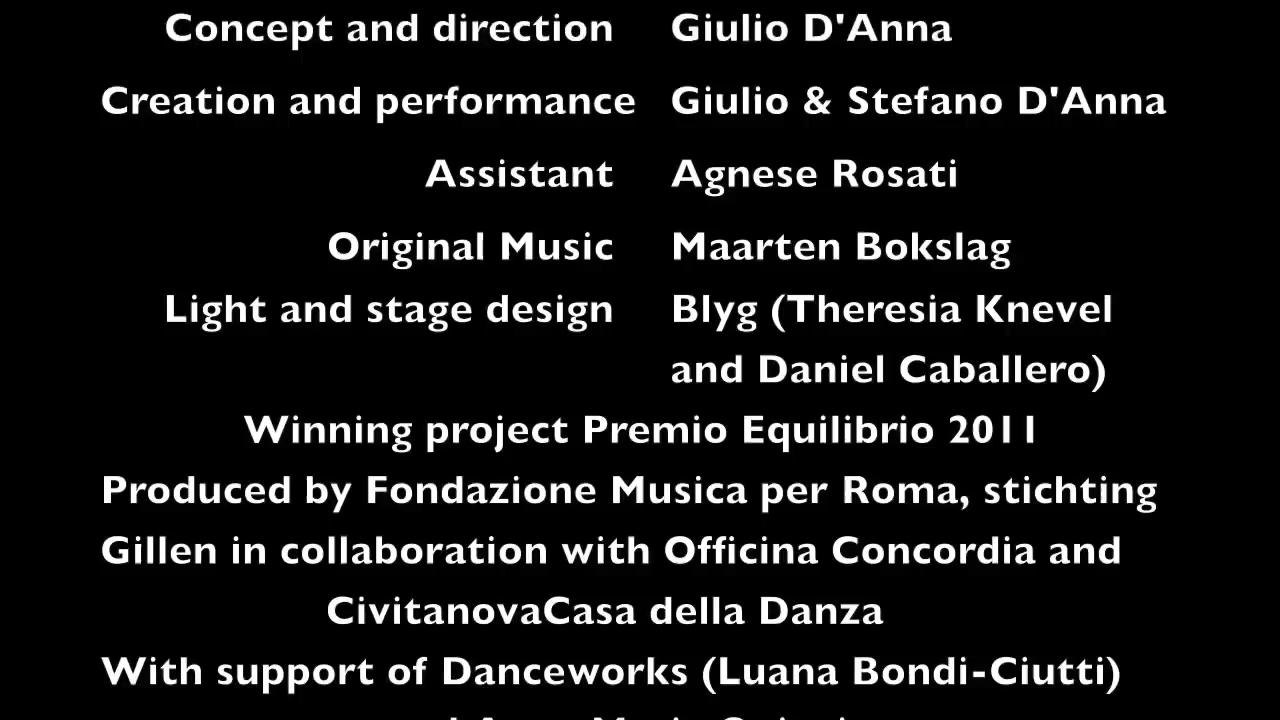 Concept and direction Giulio D'Anna
Creation and performance Giulio & Stefano D'Anna
Assistant Agnese Rosati
Original Music Maarten Bokslag
Light and stage design Blyg (Theresia Knevel
and Daniel Caballero)
Winning project Premio Equilibrio 2011
Produced by Fondazione Musica per Roma, stichting
Gillen in collaboration with Officina Concordia and
CivitanovaCasa della Danza
With support of Danceworks (Luana Bondi-Ciutti)